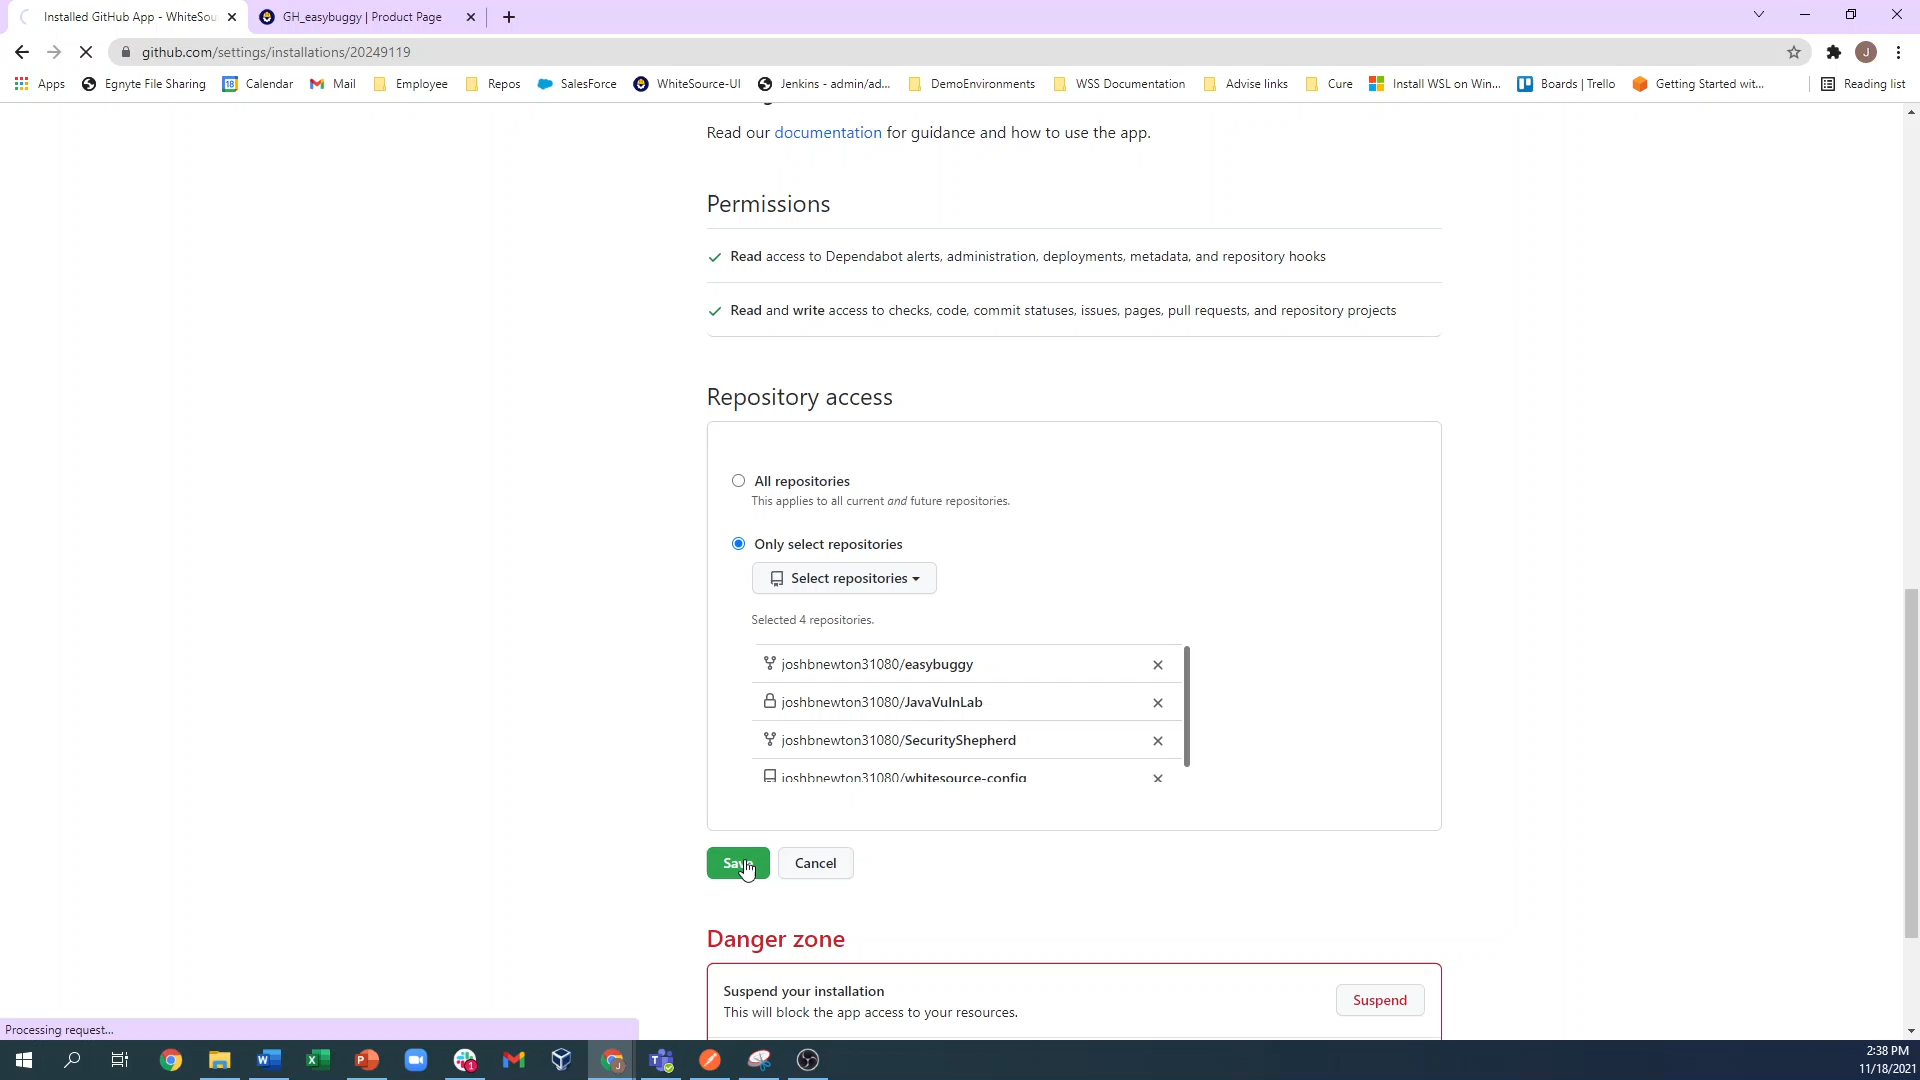 Installed GitHub App - WhiteSou
GH_easybuggy | Product Page
github.com/settings/installations/20249119
J
Apps
Egnyte File Sharing
Calendar
Mail
Employee
Repos
SalesForce
WhiteSource-UI
Jenkins - admin/ad...
DemoEnvironments
WSS Documentation
Advise links
Cure
Install WSL on Win...
Boards | Trello
Getting Started wit...
Reading list
Read our documentation for guidance and how to use the app.
Permissions
Read access to Dependabot alerts, administration, deployments, metadata, and repository hooks
Read and write access to checks, code, commit statuses, issues, pages, pull requests, and repository projects
Repository access
All repositories
This applies to all current and future repositories.
Only select repositories
Select repositories
Selected 4 repositories.
joshbnewton31080/easybuggy
joshbnewton31080/JavaVulnLab
joshbnewton31080/SecurityShepherd
joshbnewton31080/whitesource-config
Save
Cancel
Danger zone
Suspend your installation
This will block the app access to your resources.
Suspend
Processing request...
2:38 PM
11/18/2021